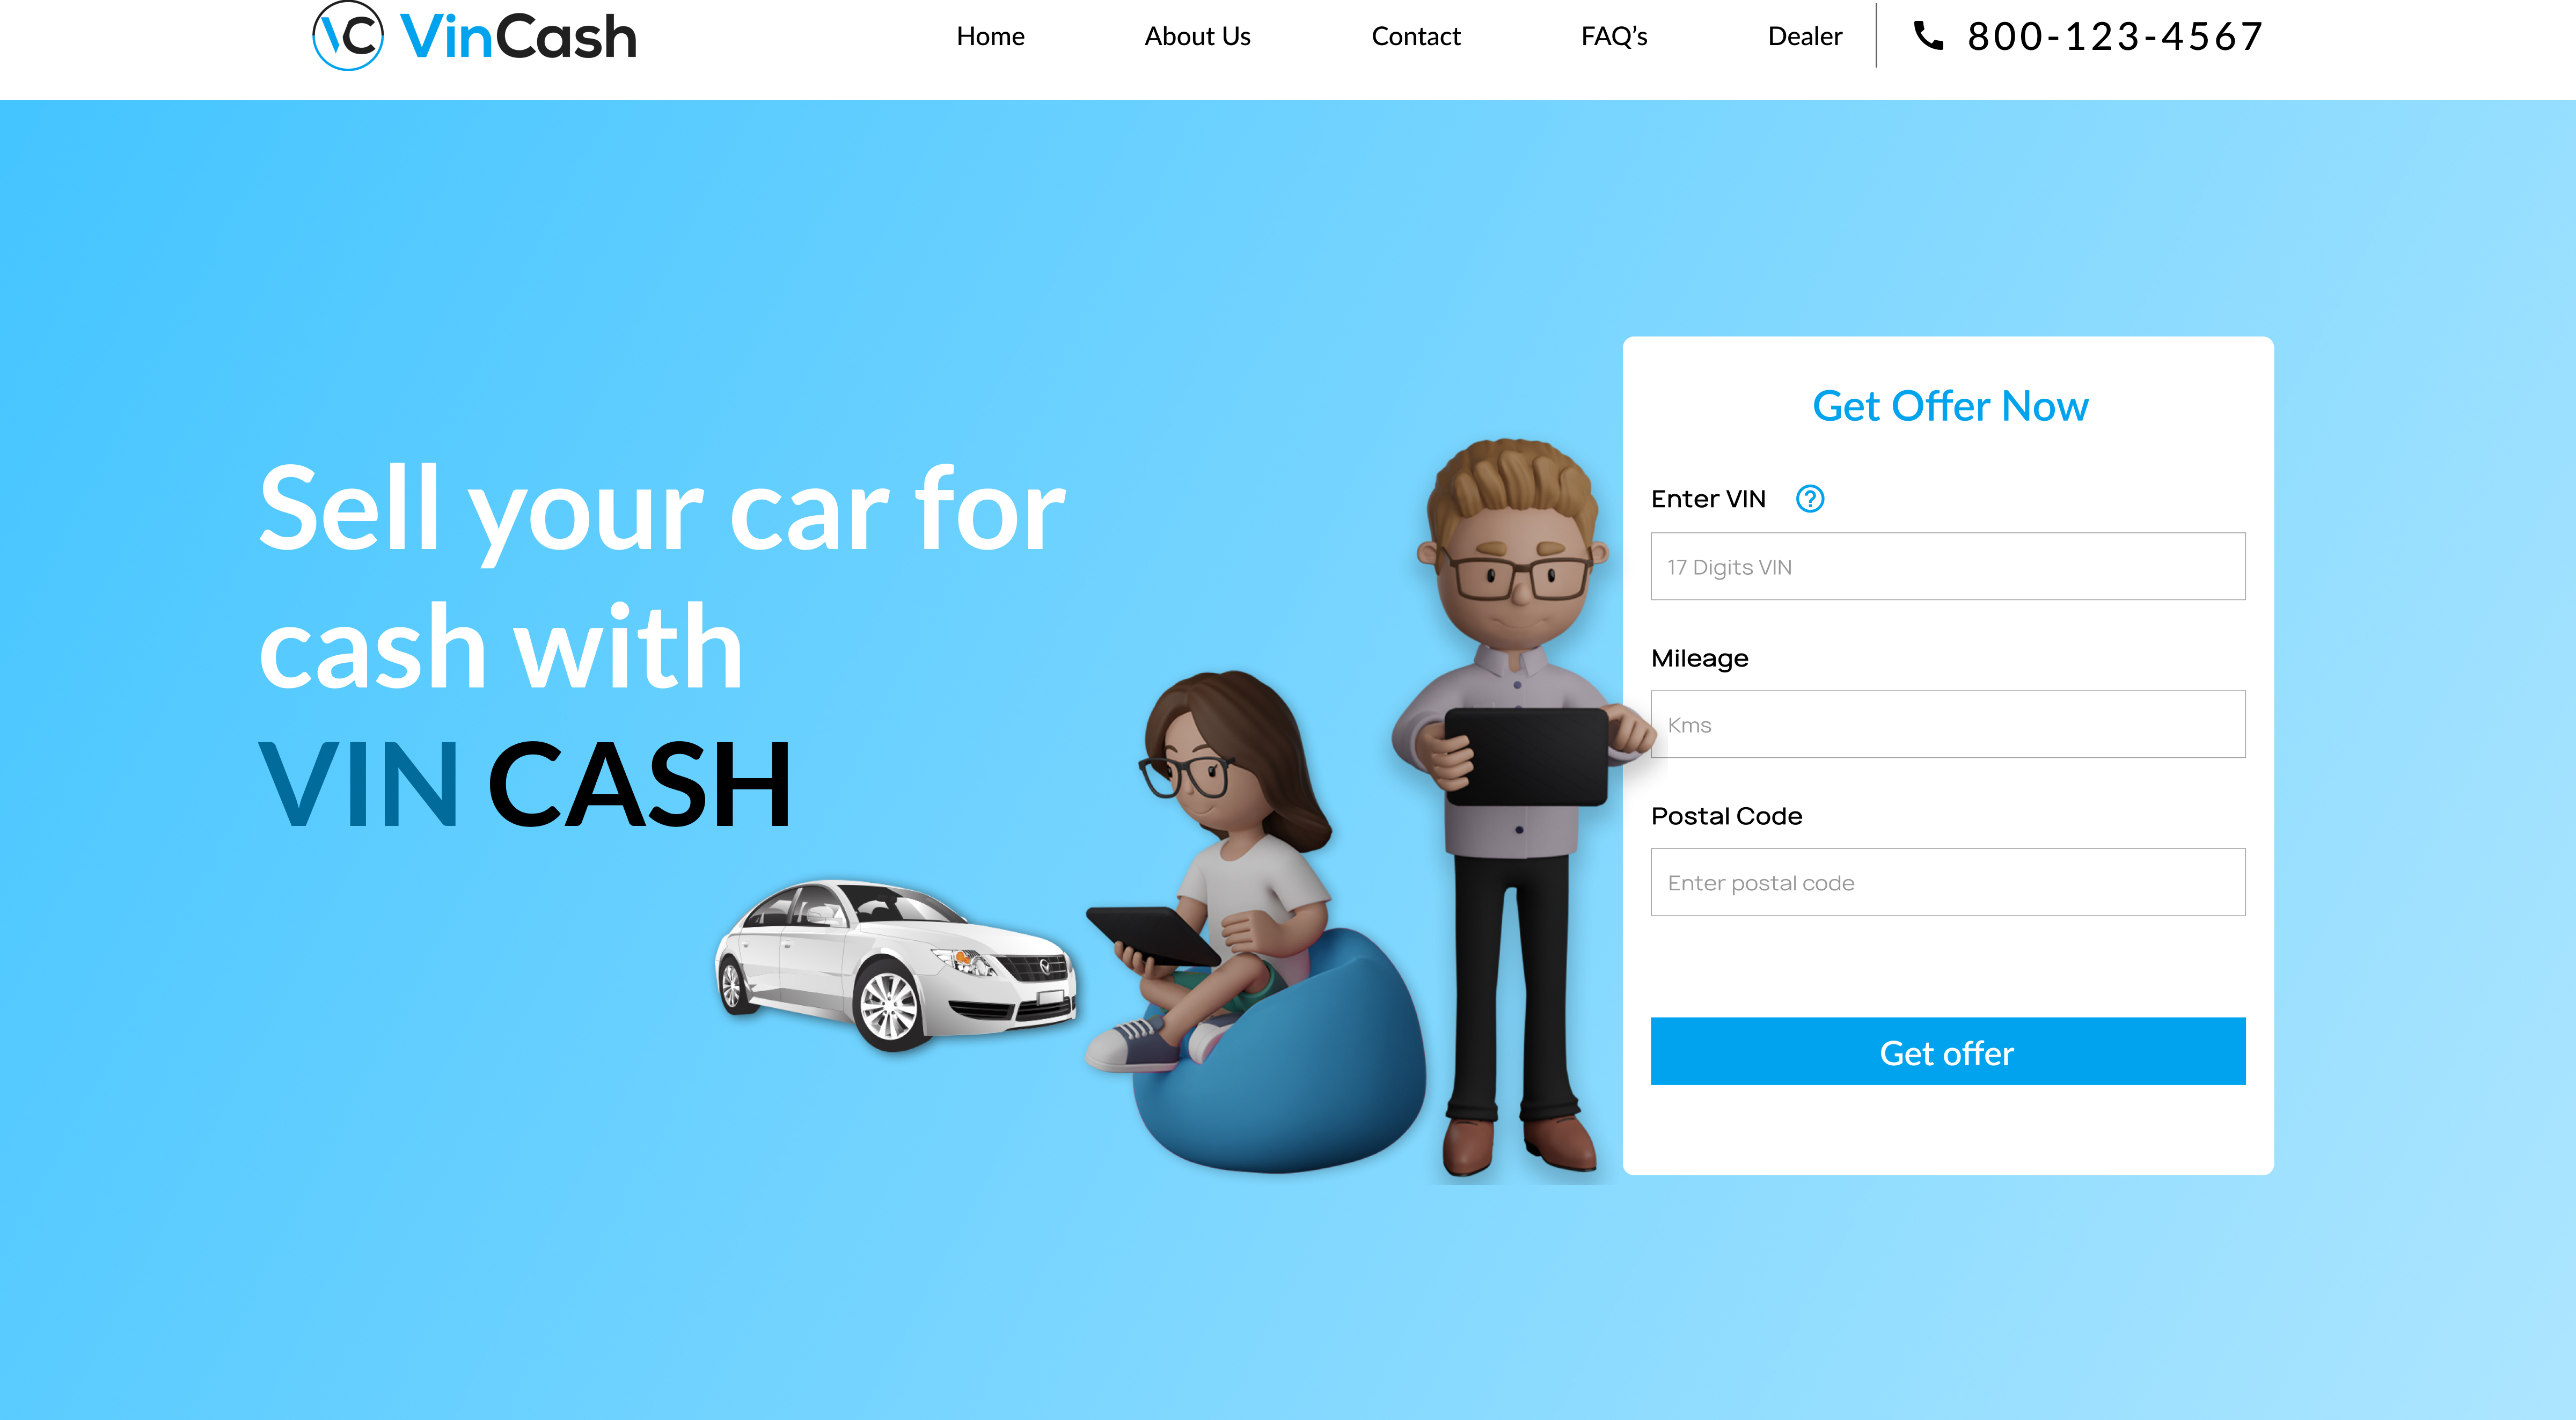 VC VinCash
Home
About Us
Contact
FAQ’s
Dealer
800-123-4567
Sell your car for
cash with
VIN CASH
Get Offer Now
Enter VIN ?
17 Digits VIN
Mileage
Kms
Postal Code
Enter postal code
Get offer